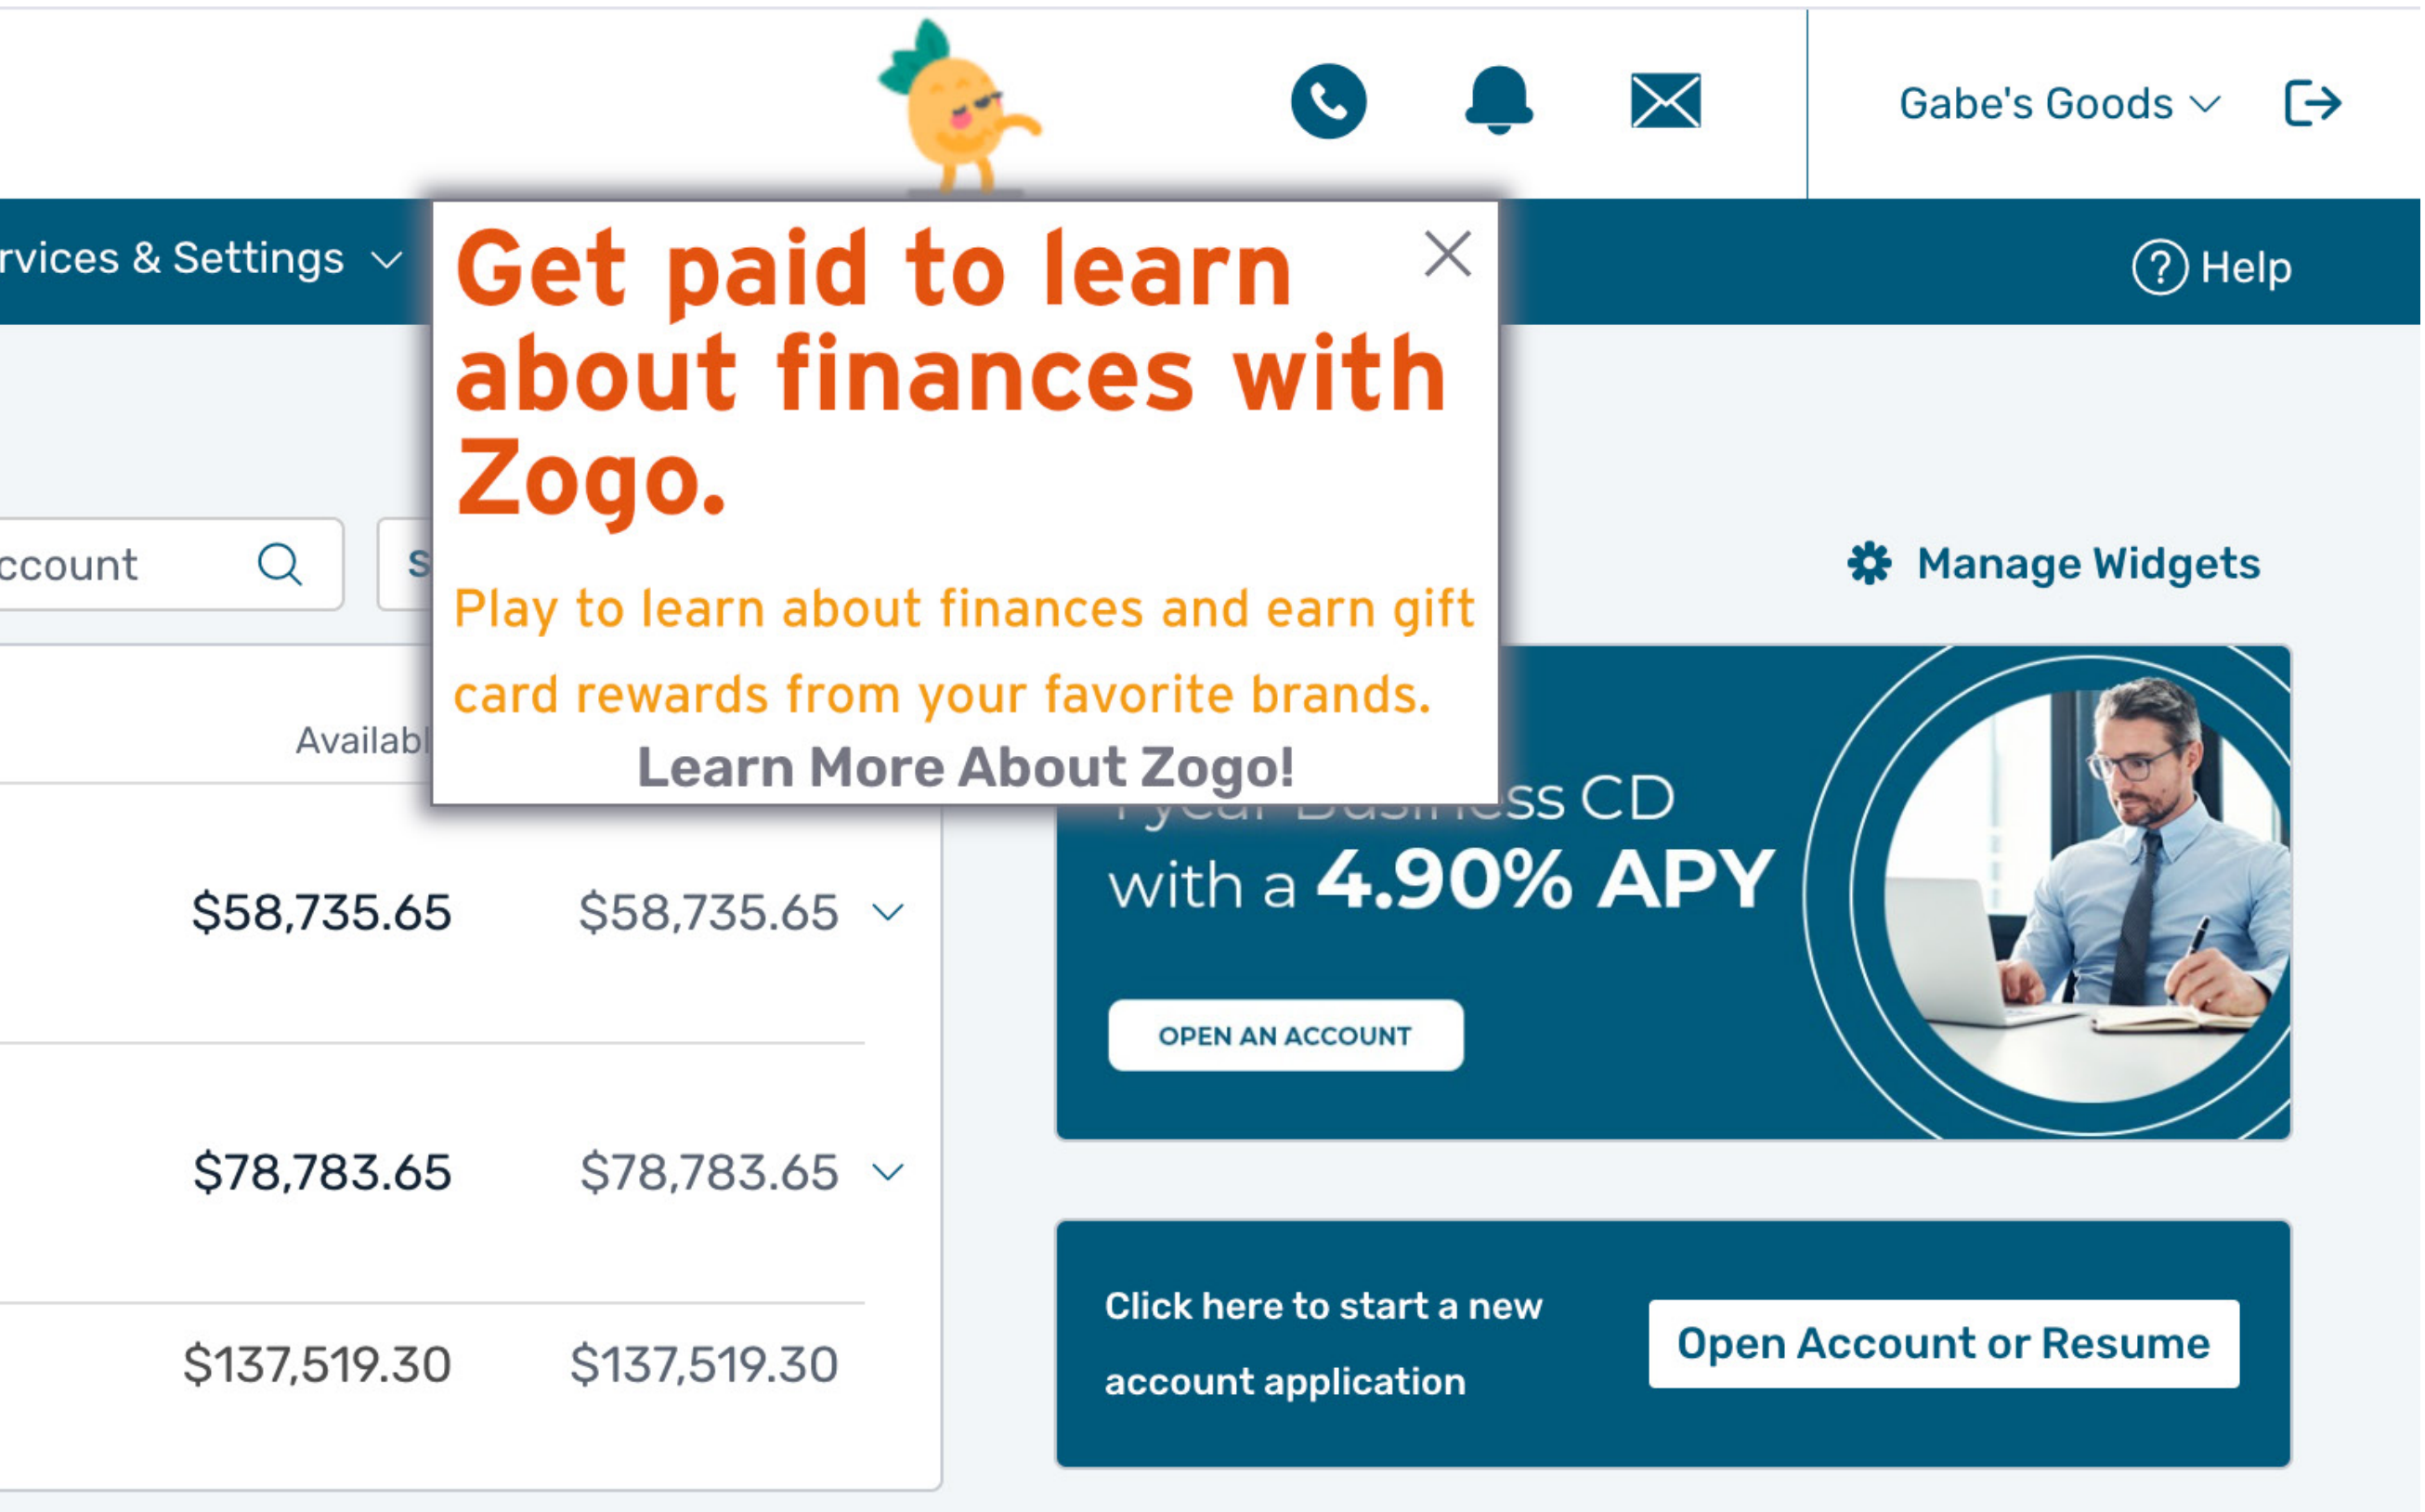 Gabe's Goods
rvices & Settings
Help
Get paid to learn
about finances with
Zogo.
Play to learn about finances and earn gift
card rewards from your favorite brands.
Learn More About Zogo!
ccount
S
Manage Widgets
Availabl
ss CD
with a 4.90% APY
OPEN AN ACCOUNT
$58,735.65 $58,735.65
$78,783.65 $78,783.65
$137,519.30 $137,519.30
Click here to start a new
account application
Open Account or Resume